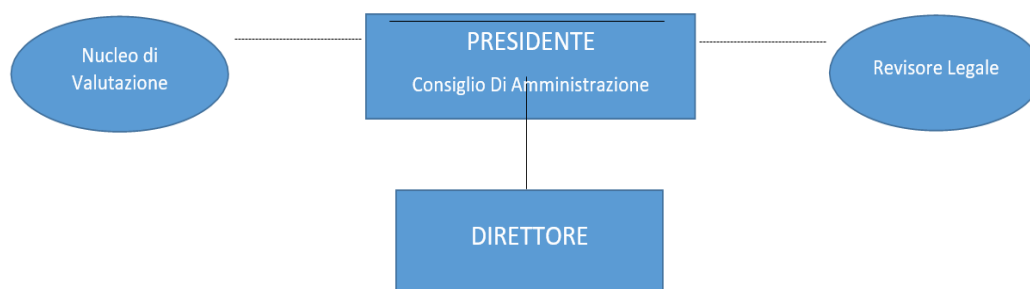 Nucleo di
Valutazione
PRESIDENTE
Consiglio Di Amministrazione
Revisore Legale
DIRETTORE